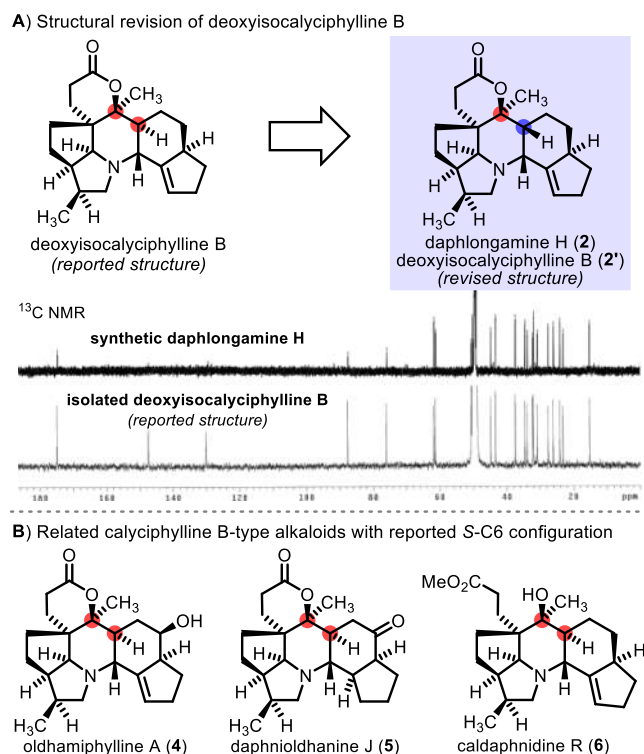 A) Structural revision of deoxyisocalyciphylline B
O
O
CH3
H
H
H
N
H
H
H3C
H
deoxyisocalyciphylline B
(reported structure)
O
O
CH3
H
H
H
N
H
H
H3C
H
daphlongamine H (2)
deoxyisocalyciphylline B (2')
(revised structure)
13C NMR
synthetic daphlongamine H
isolated deoxyisocalyciphylline B
(reported structure)
180 160 140 120 100 80 60 40 20 ppm
B) Related calyciphylline B-type alkaloids with reported S-C6 configuration
O
O
CH3
OH
H
H
H
N
H
H
H3C
H
oldhamiphylline A (4)
O
O
CH3
O
H
H
H
N
H
H
H
H3C
H
daphnioldhanine J (5)
MeO2C
HO
CH3
H
H
H
N
H
H
H3C
H
caldaphnidine R (6)